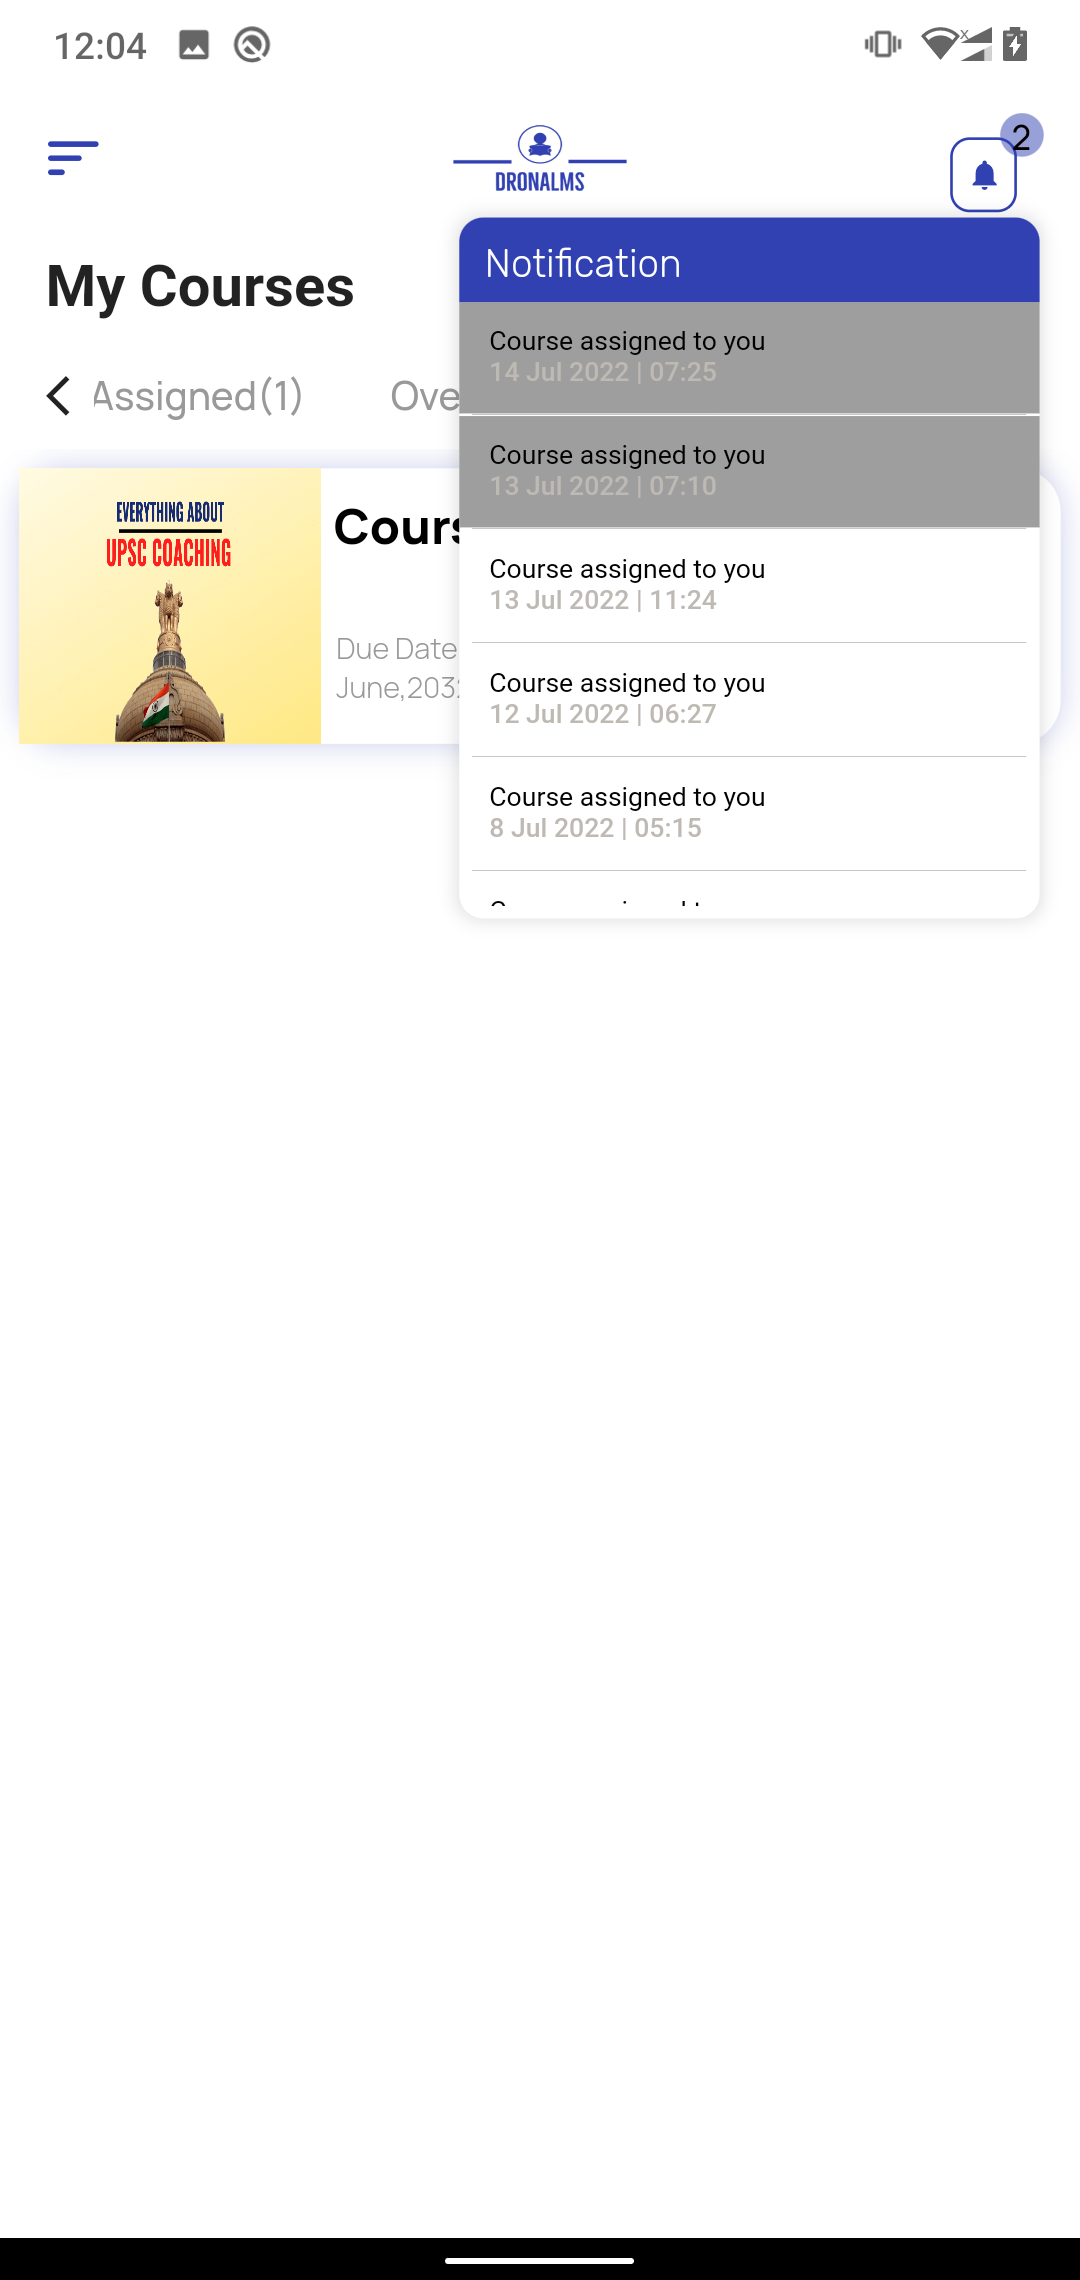 12:04
2
DRONALMS
Notification
My Courses
Course assigned to you
14 Jul 2022 | 07:25
Assigned(1)
Course assigned to you
13 Jul 2022 | 07:10
EVERYTHING ABOUT
UPSC COACHING
Course assigned to you
13 Jul 2022 | 11:24
Due Date
June,203
Course assigned to you
12 Jul 2022 | 06:27
Course assigned to you
8 Jul 2022 | 05:15